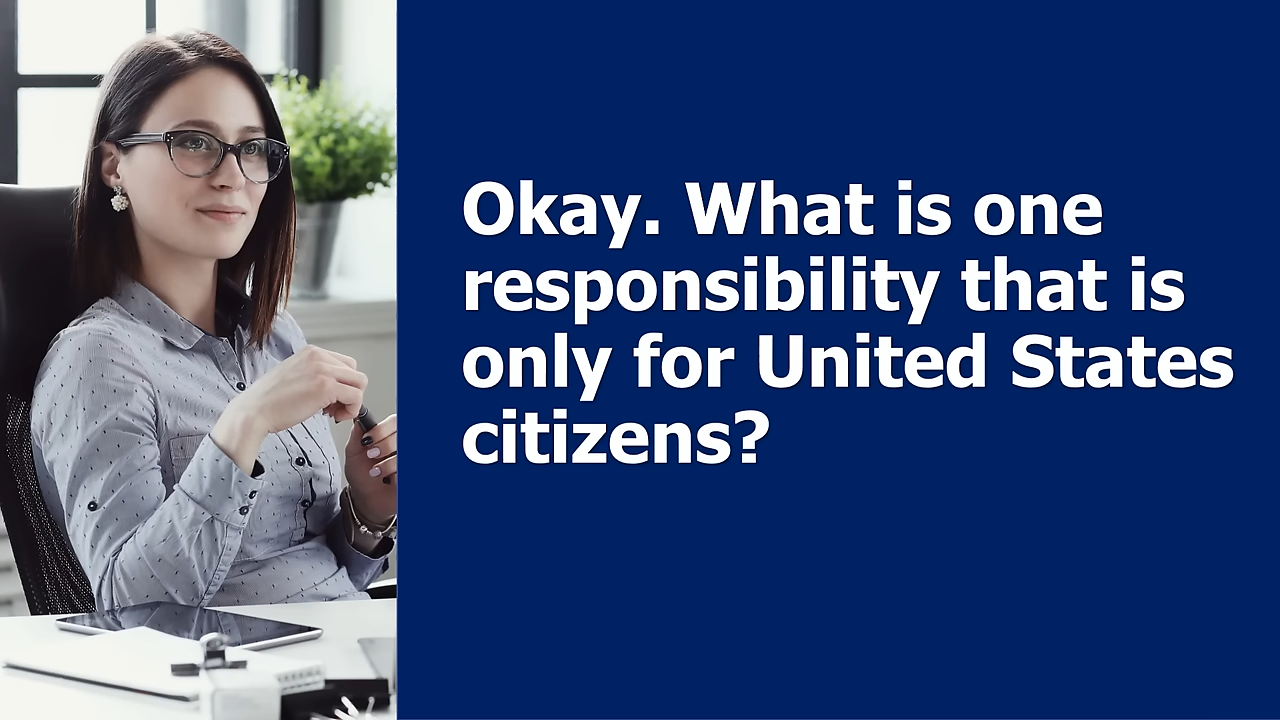 Okay. What is one
responsibility that is
only for United States
citizens?